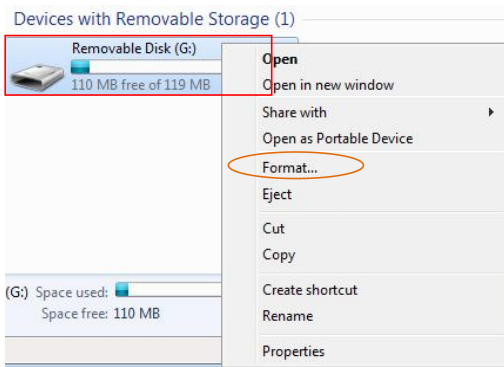 Devices with Removable Storage (1)
Removable Disk (G:)
110 MB free of 119 MB
Open
Open in new window
Share with
Open as Portable Device
Format...
Eject
Cut
Copy
Create shortcut
Rename
Properties
(G:) Space used:
Space free: 110 MB